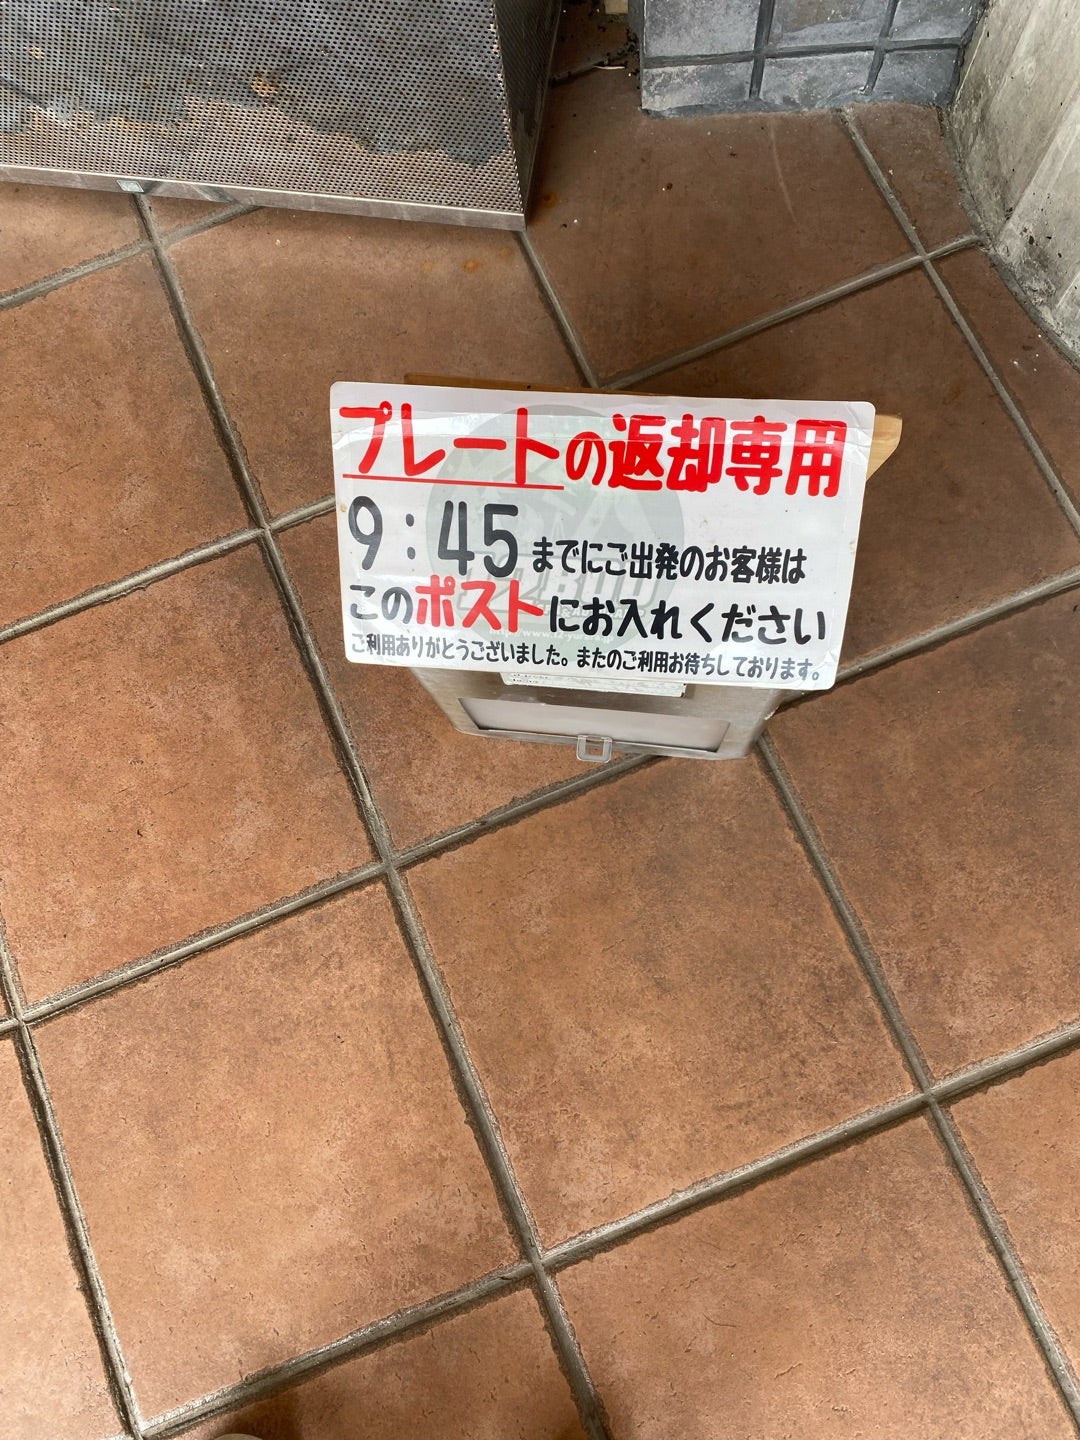 プレートの返却専用
9:45までにご出発のお客様は
このポストにお入れください
ご利用ありがとうございました。またのご利用お待ちしております。